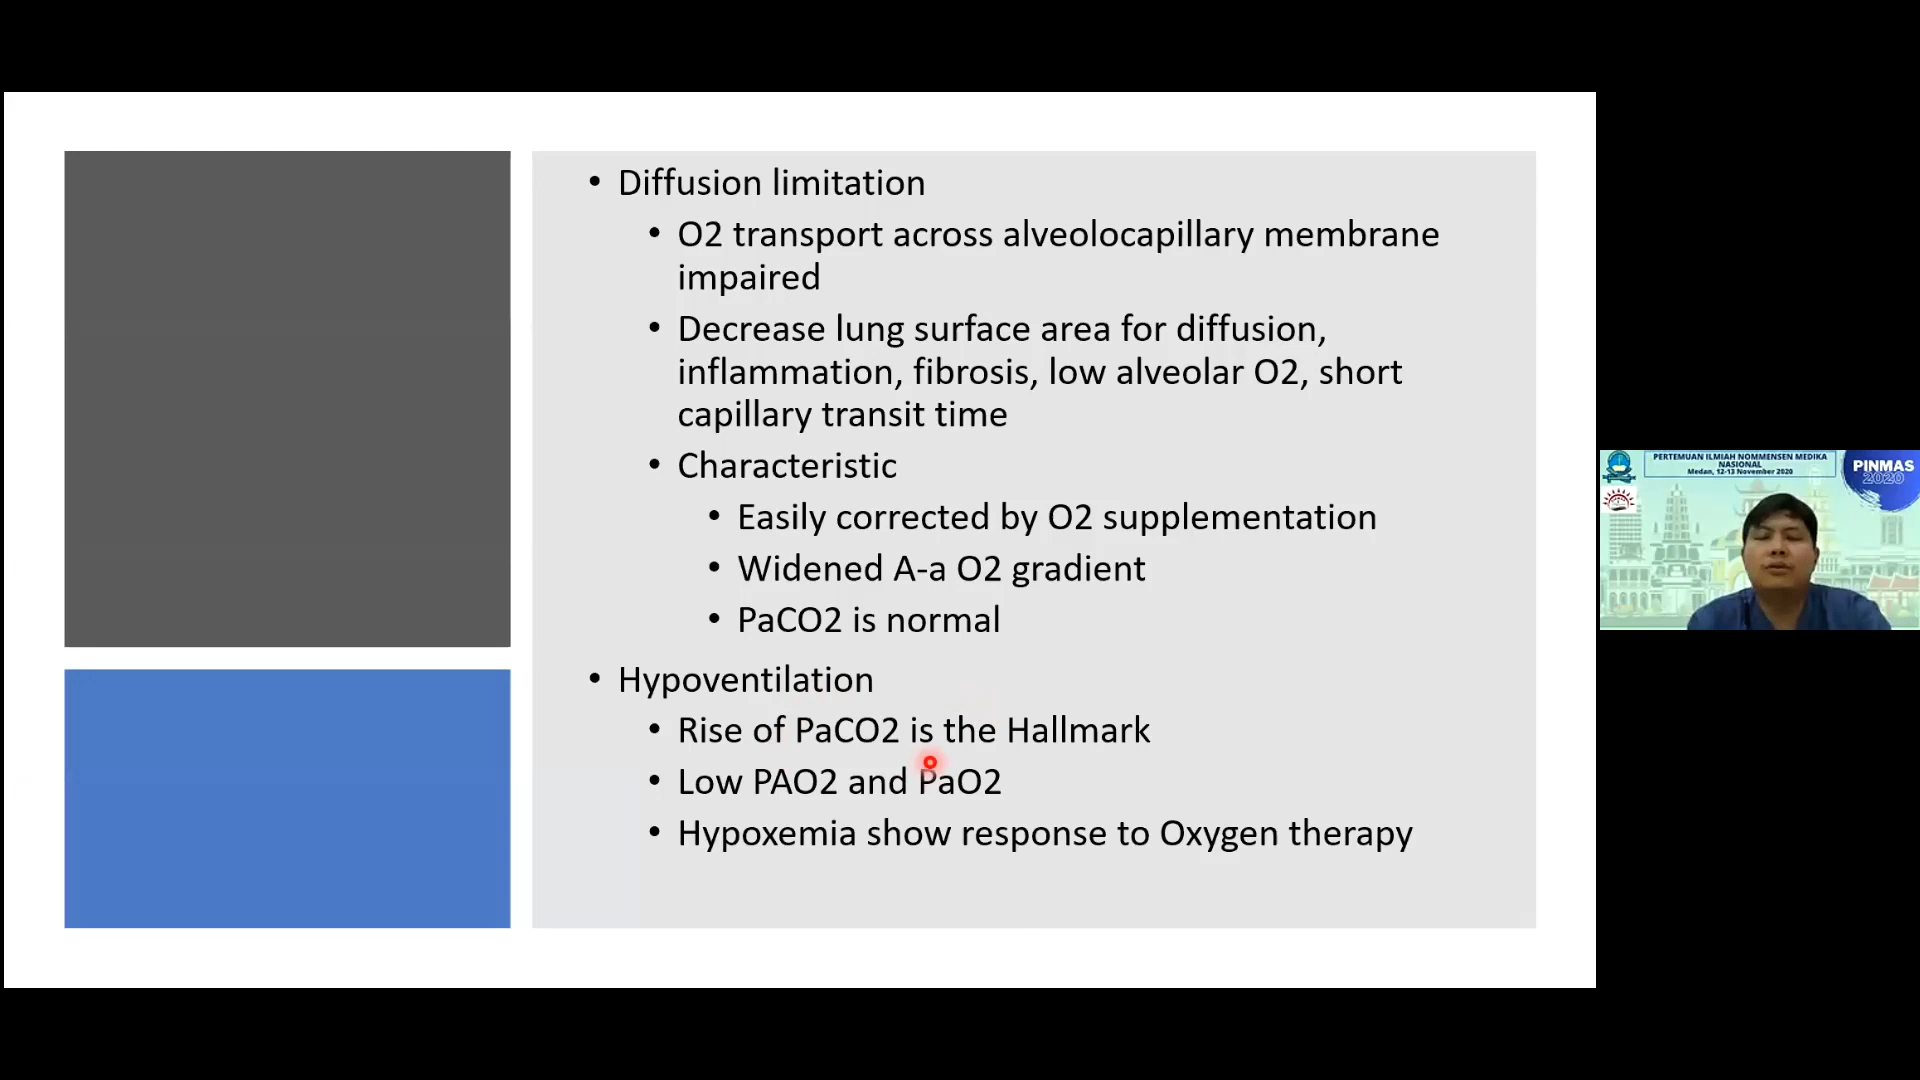 • Diffusion limitation
• O2 transport across alveolocapillary membrane
impaired
• Decrease lung surface area for diffusion,
inflammation, fibrosis, low alveolar O2, short
capillary transit time
• Characteristic
• Easily corrected by O2 supplementation
• Widened A-a O2 gradient
• PaCO2 is normal
• Hypoventilation
• Rise of PaCO2 is the Hallmark
• Low PAO2 and PaO2
• Hypoxemia show response to Oxygen therapy
PERTEMUAN ILMIAH NOMMENSEN MEDIKA
NASIONAL
Medan, 12-13 November 2020
PINMAS
2020